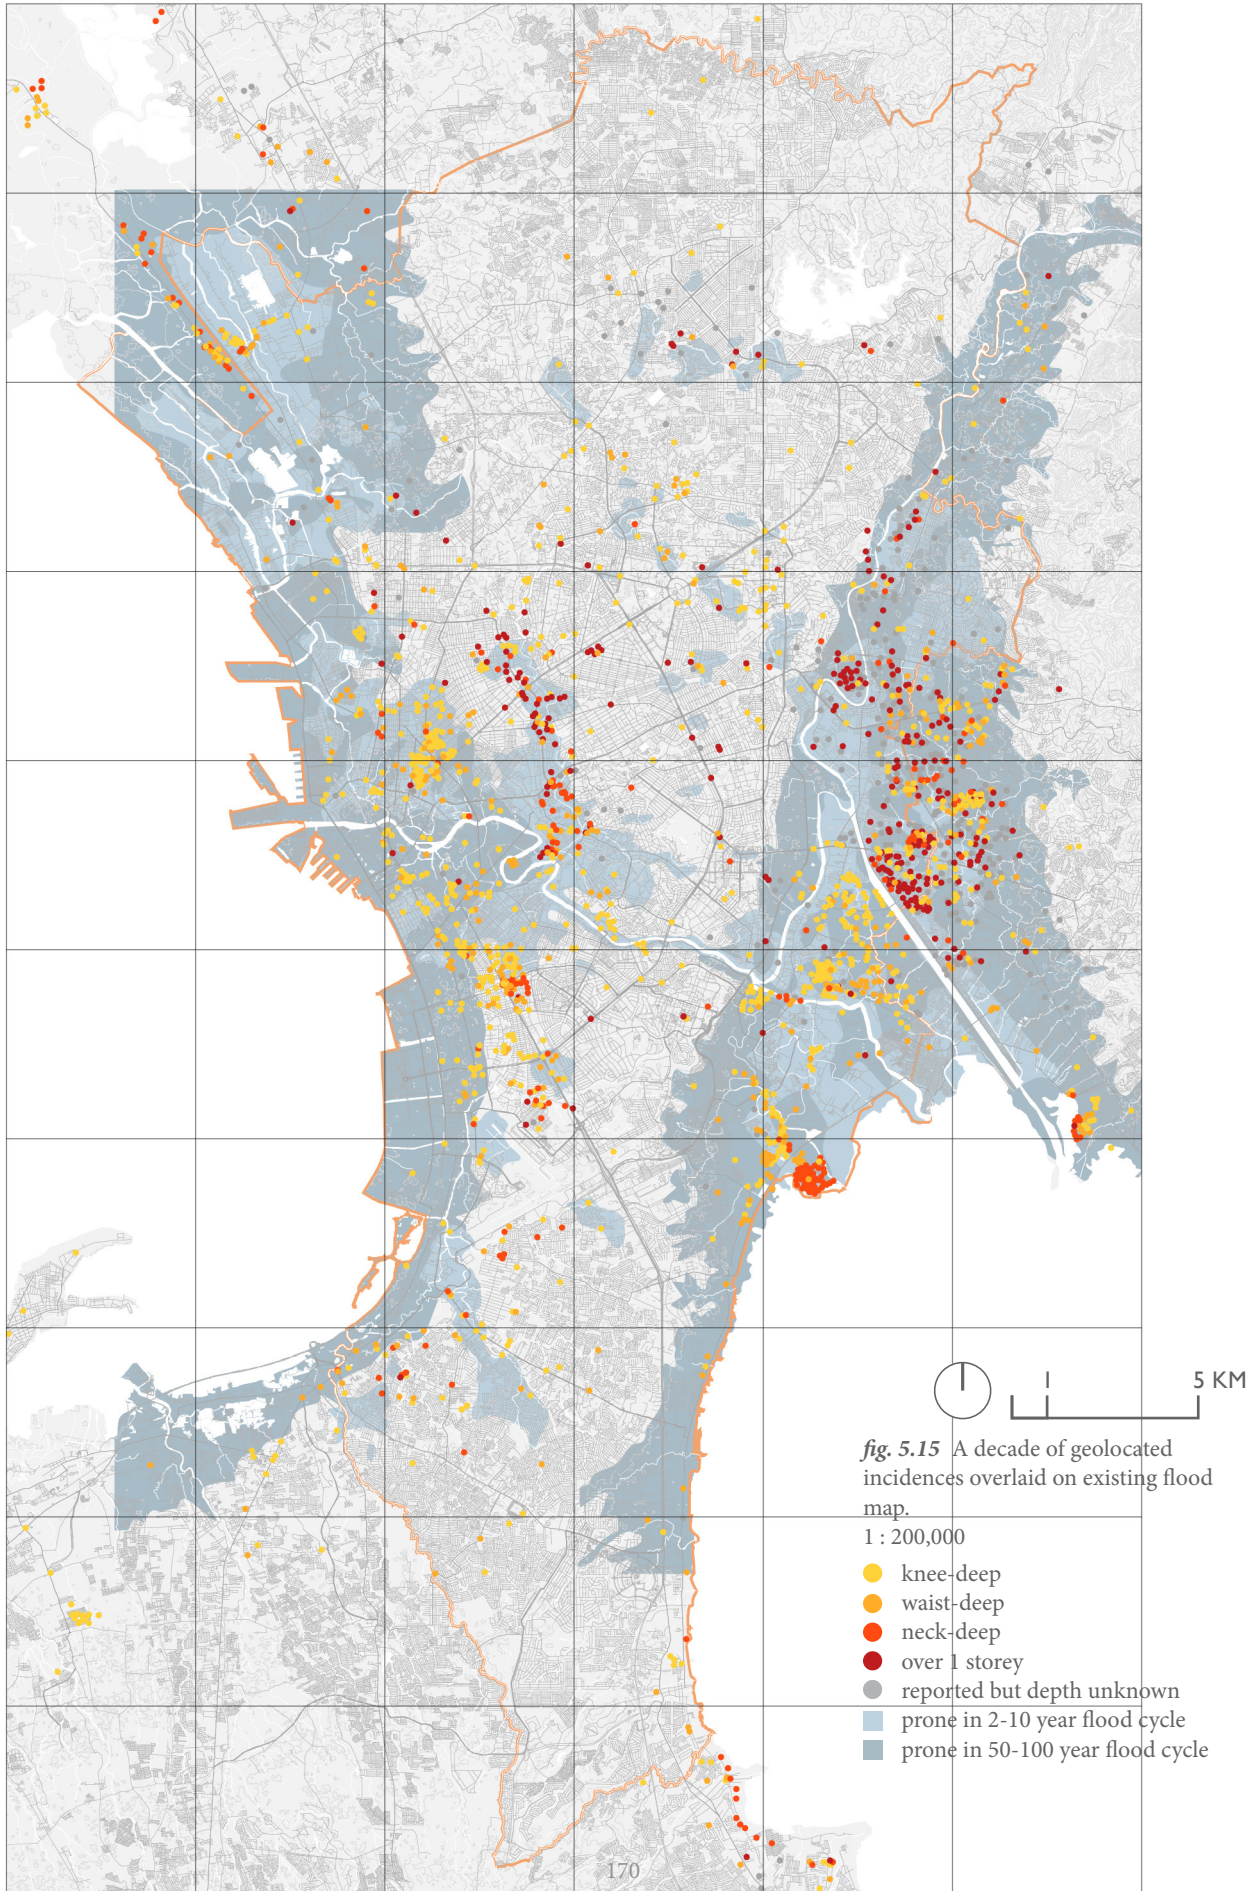 I
5 KM
fig. 5.15 A decade of geolocated
incidences overlaid on existing flood
map.
1 : 200,000
knee-deep
waist-deep
neck-deep
over 1 storey
reported but depth unknown
prone in 2-10 year flood cycle
prone in 50-100 year flood cycle
170